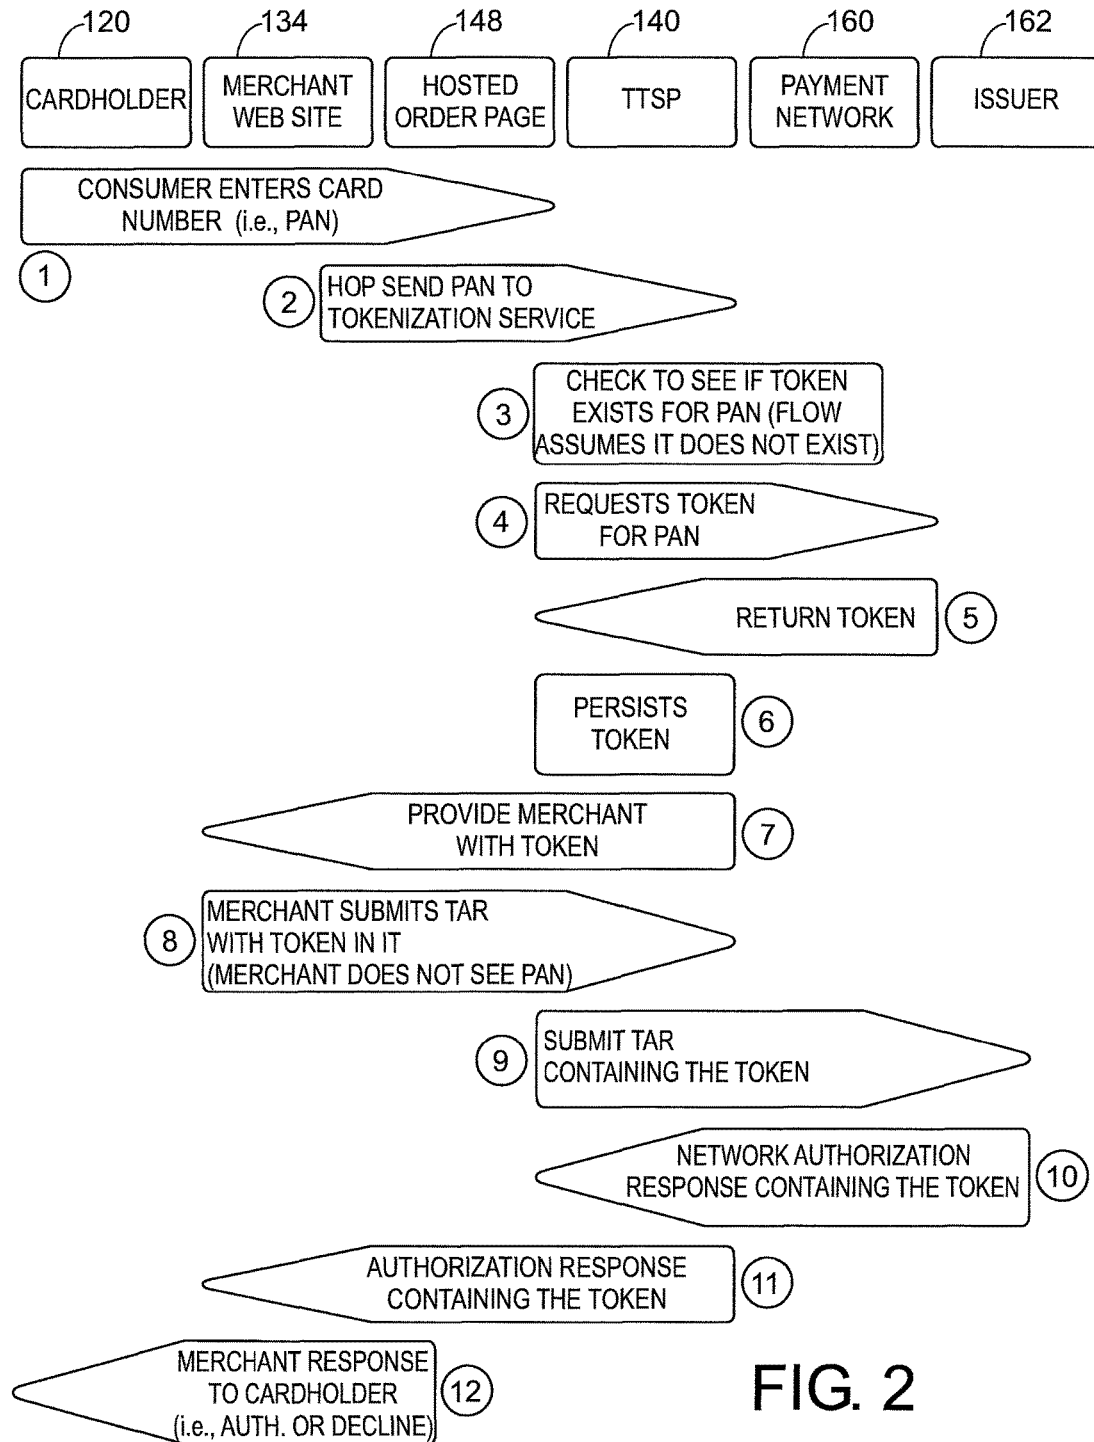 120 134 148 140 160 162
CARDHOLDER
MERCHANT
WEB SITE
HOSTED
ORDER PAGE
TTSP
PAYMENT
NETWORK
ISSUER
CONSUMER ENTERS CARD
NUMBER (i.e., PAN)
1
2
HOP SEND PAN TO
TOKENIZATION SERVICE
3
CHECK TO SEE IF TOKEN
EXISTS FOR PAN (FLOW
ASSUMES IT DOES NOT EXIST)
4
REQUESTS TOKEN
FOR PAN
RETURN TOKEN
5
PERSISTS
TOKEN
6
PROVIDE MERCHANT
WITH TOKEN
7
8
MERCHANT SUBMITS TAR
WITH TOKEN IN IT
(MERCHANT DOES NOT SEE PAN)
9
SUBMIT TAR
CONTAINING THE TOKEN
NETWORK AUTHORIZATION
RESPONSE CONTAINING THE TOKEN
10
AUTHORIZATION RESPONSE
CONTAINING THE TOKEN
11
MERCHANT RESPONSE
TO CARDHOLDER
(i.e., AUTH. OR DECLINE)
12
FIG. 2